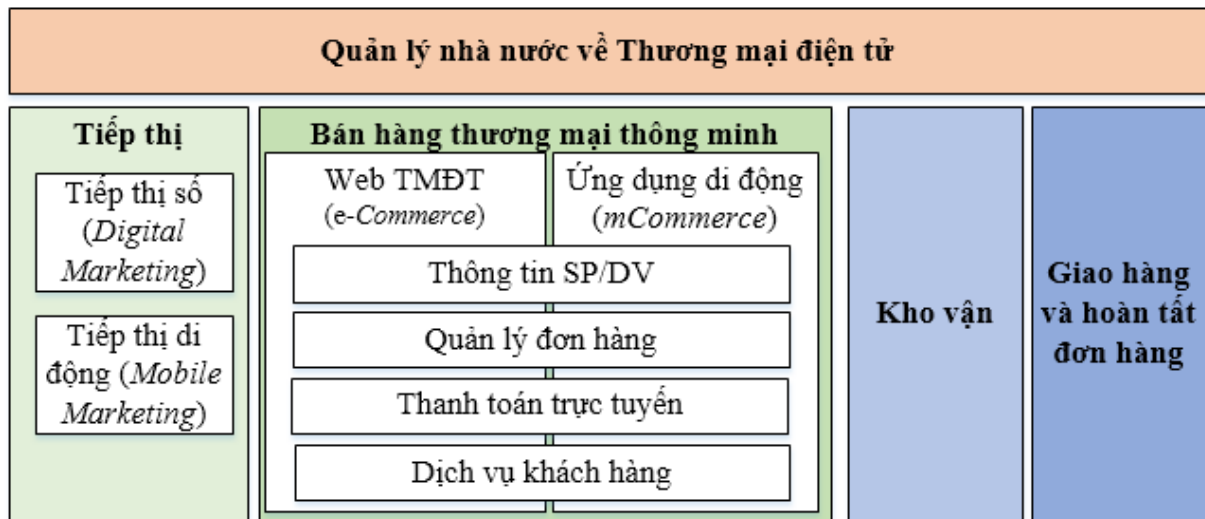 Quản lý nhà nước về Thương mại điện tử
Tiếp thị
Tiếp thị số
(Digital
Marketing)
Tiếp thị di
động (Mobile
Marketing)
Bán hàng thương mại thông minh
Web TMĐT
(e-Commerce)
Ứng dụng di động
(mCommerce)
Thông tin SP/DV
Quản lý đơn hàng
Thanh toán trực tuyến
Dịch vụ khách hàng
Kho vận
Giao hàng
và hoàn tất
đơn hàng